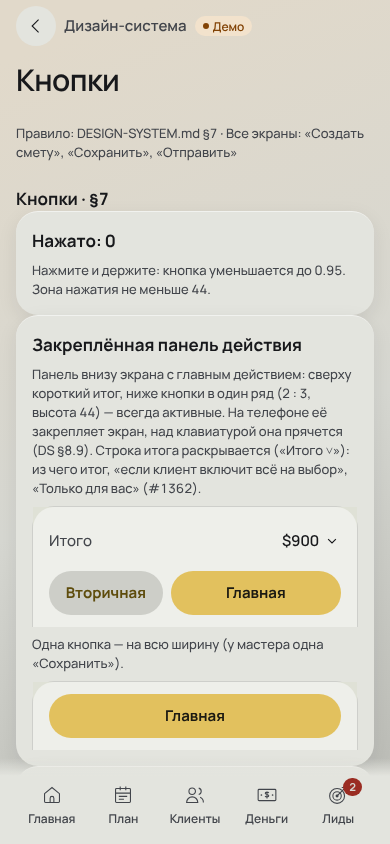 Дизайн-система
Демо
Кнопки
Правило: DESIGN-SYSTEM.md §7 · Все экраны: «Создать
смету», «Сохранить», «Отправить»
Кнопки · §7
Нажато: 0
Нажмите и держите: кнопка уменьшается до 0.95.
Зона нажатия не меньше 44.
Закреплённая панель действия
Панель внизу экрана с главным действием: сверху
короткий итог, ниже кнопки в один ряд (2 : 3,
высота 44) — всегда активные. На телефоне её
закрепляет экран, над клавиатурой она прячется
(DS §8.9). Строка итога раскрывается («Итого ˅»):
из чего итог, «если клиент включит всё на выбор»,
«Только для вас» (#1362).
Итого
$900
Вторичная
Главная
Одна кнопка — на всю ширину (у мастера одна
«Сохранить»).
Главная
2
Главная
План
Клиенты
Деньги
Лиды